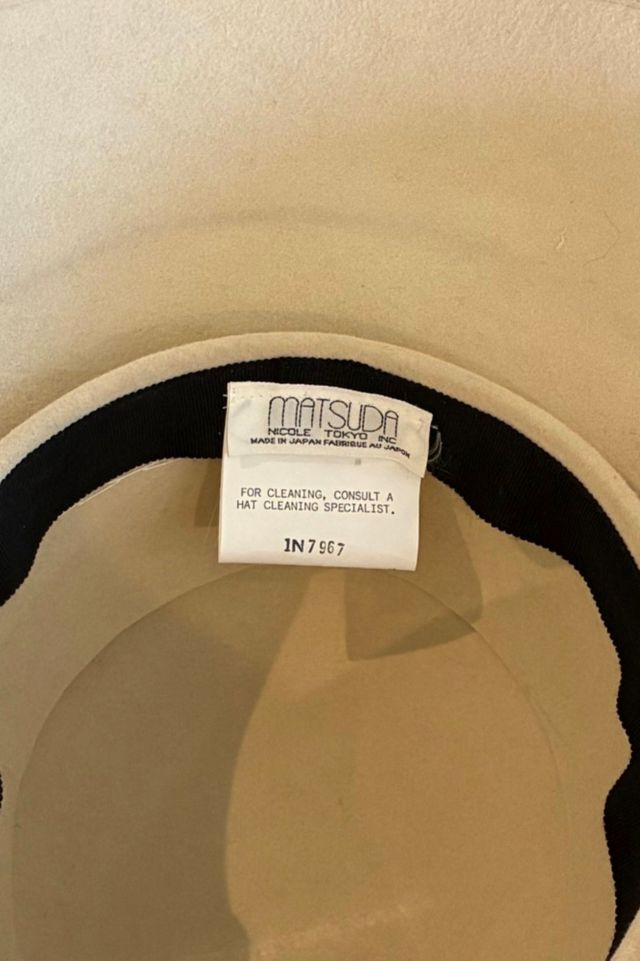 MATSUDA
NICOLE TOKYO INC
MADE IN JAPAN FABRIQUE AU JAPON
FOR CLEANING, CONSULT A
HAT CLEANING SPECIALIST.
1N7967